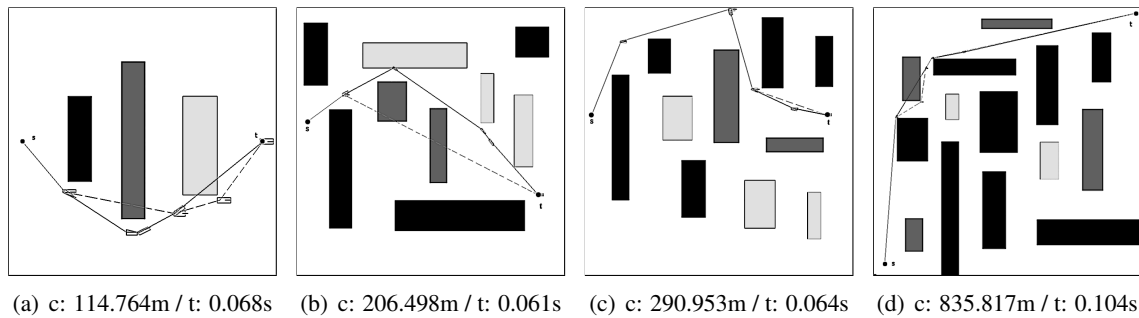 s
t
s
t
s
t
s
t
(a) c: 114.764m / t: 0.068s
(b) c: 206.498m / t: 0.061s
(c) c: 290.953m / t: 0.064s
(d) c: 835.817m / t: 0.104s